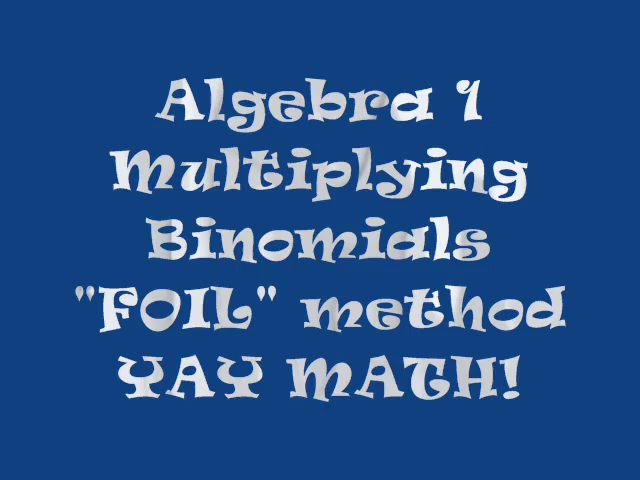 Algebra 1
Multiplying
Binomials
"FOIL" method
YAY MATH!